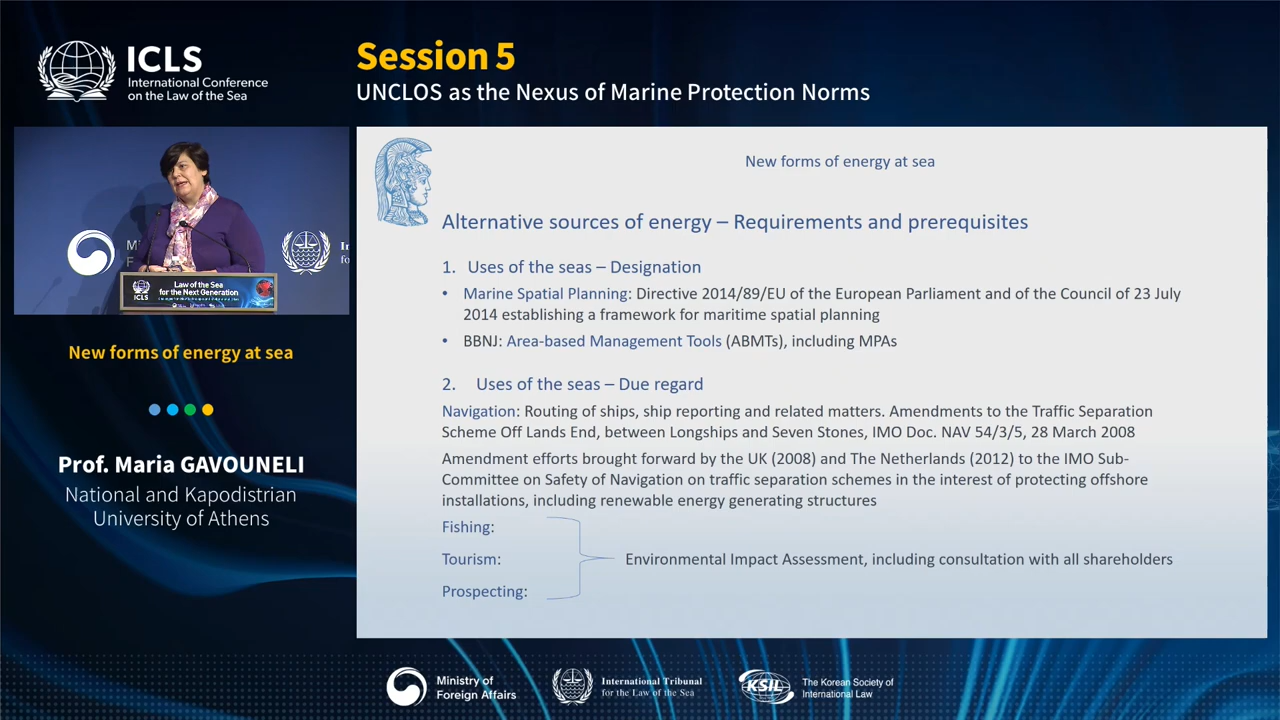 ICLS
International Conference
on the Law of the Sea
Session 5
UNCLOS as the Nexus of Marine Protection Norms
ICLS
Law of the Sea
for the Next Generation
New forms of energy at sea
Prof. Maria GAVOUNELI
National and Kapodistrian
University of Athens
New forms of energy at sea
Alternative sources of energy – Requirements and prerequisites
1. Uses of the seas – Designation
• Marine Spatial Planning: Directive 2014/89/EU of the European Parliament and of the Council of 23 July
2014 establishing a framework for maritime spatial planning
• BBNJ: Area-based Management Tools (ABMTs), including MPAs
2. Uses of the seas – Due regard
Navigation: Routing of ships, ship reporting and related matters. Amendments to the Traffic Separation
Scheme Off Lands End, between Longships and Seven Stones, IMO Doc. NAV 54/3/5, 28 March 2008
Amendment efforts brought forward by the UK (2008) and The Netherlands (2012) to the IMO Sub-
Committee on Safety of Navigation on traffic separation schemes in the interest of protecting offshore
installations, including renewable energy generating structures
Fishing:
Tourism:
Prospecting:
Environmental Impact Assessment, including consultation with all shareholders
Ministry of
Foreign Affairs
International Tribunal
for the Law of the Sea
KSIL
The Korean Society of
International Law